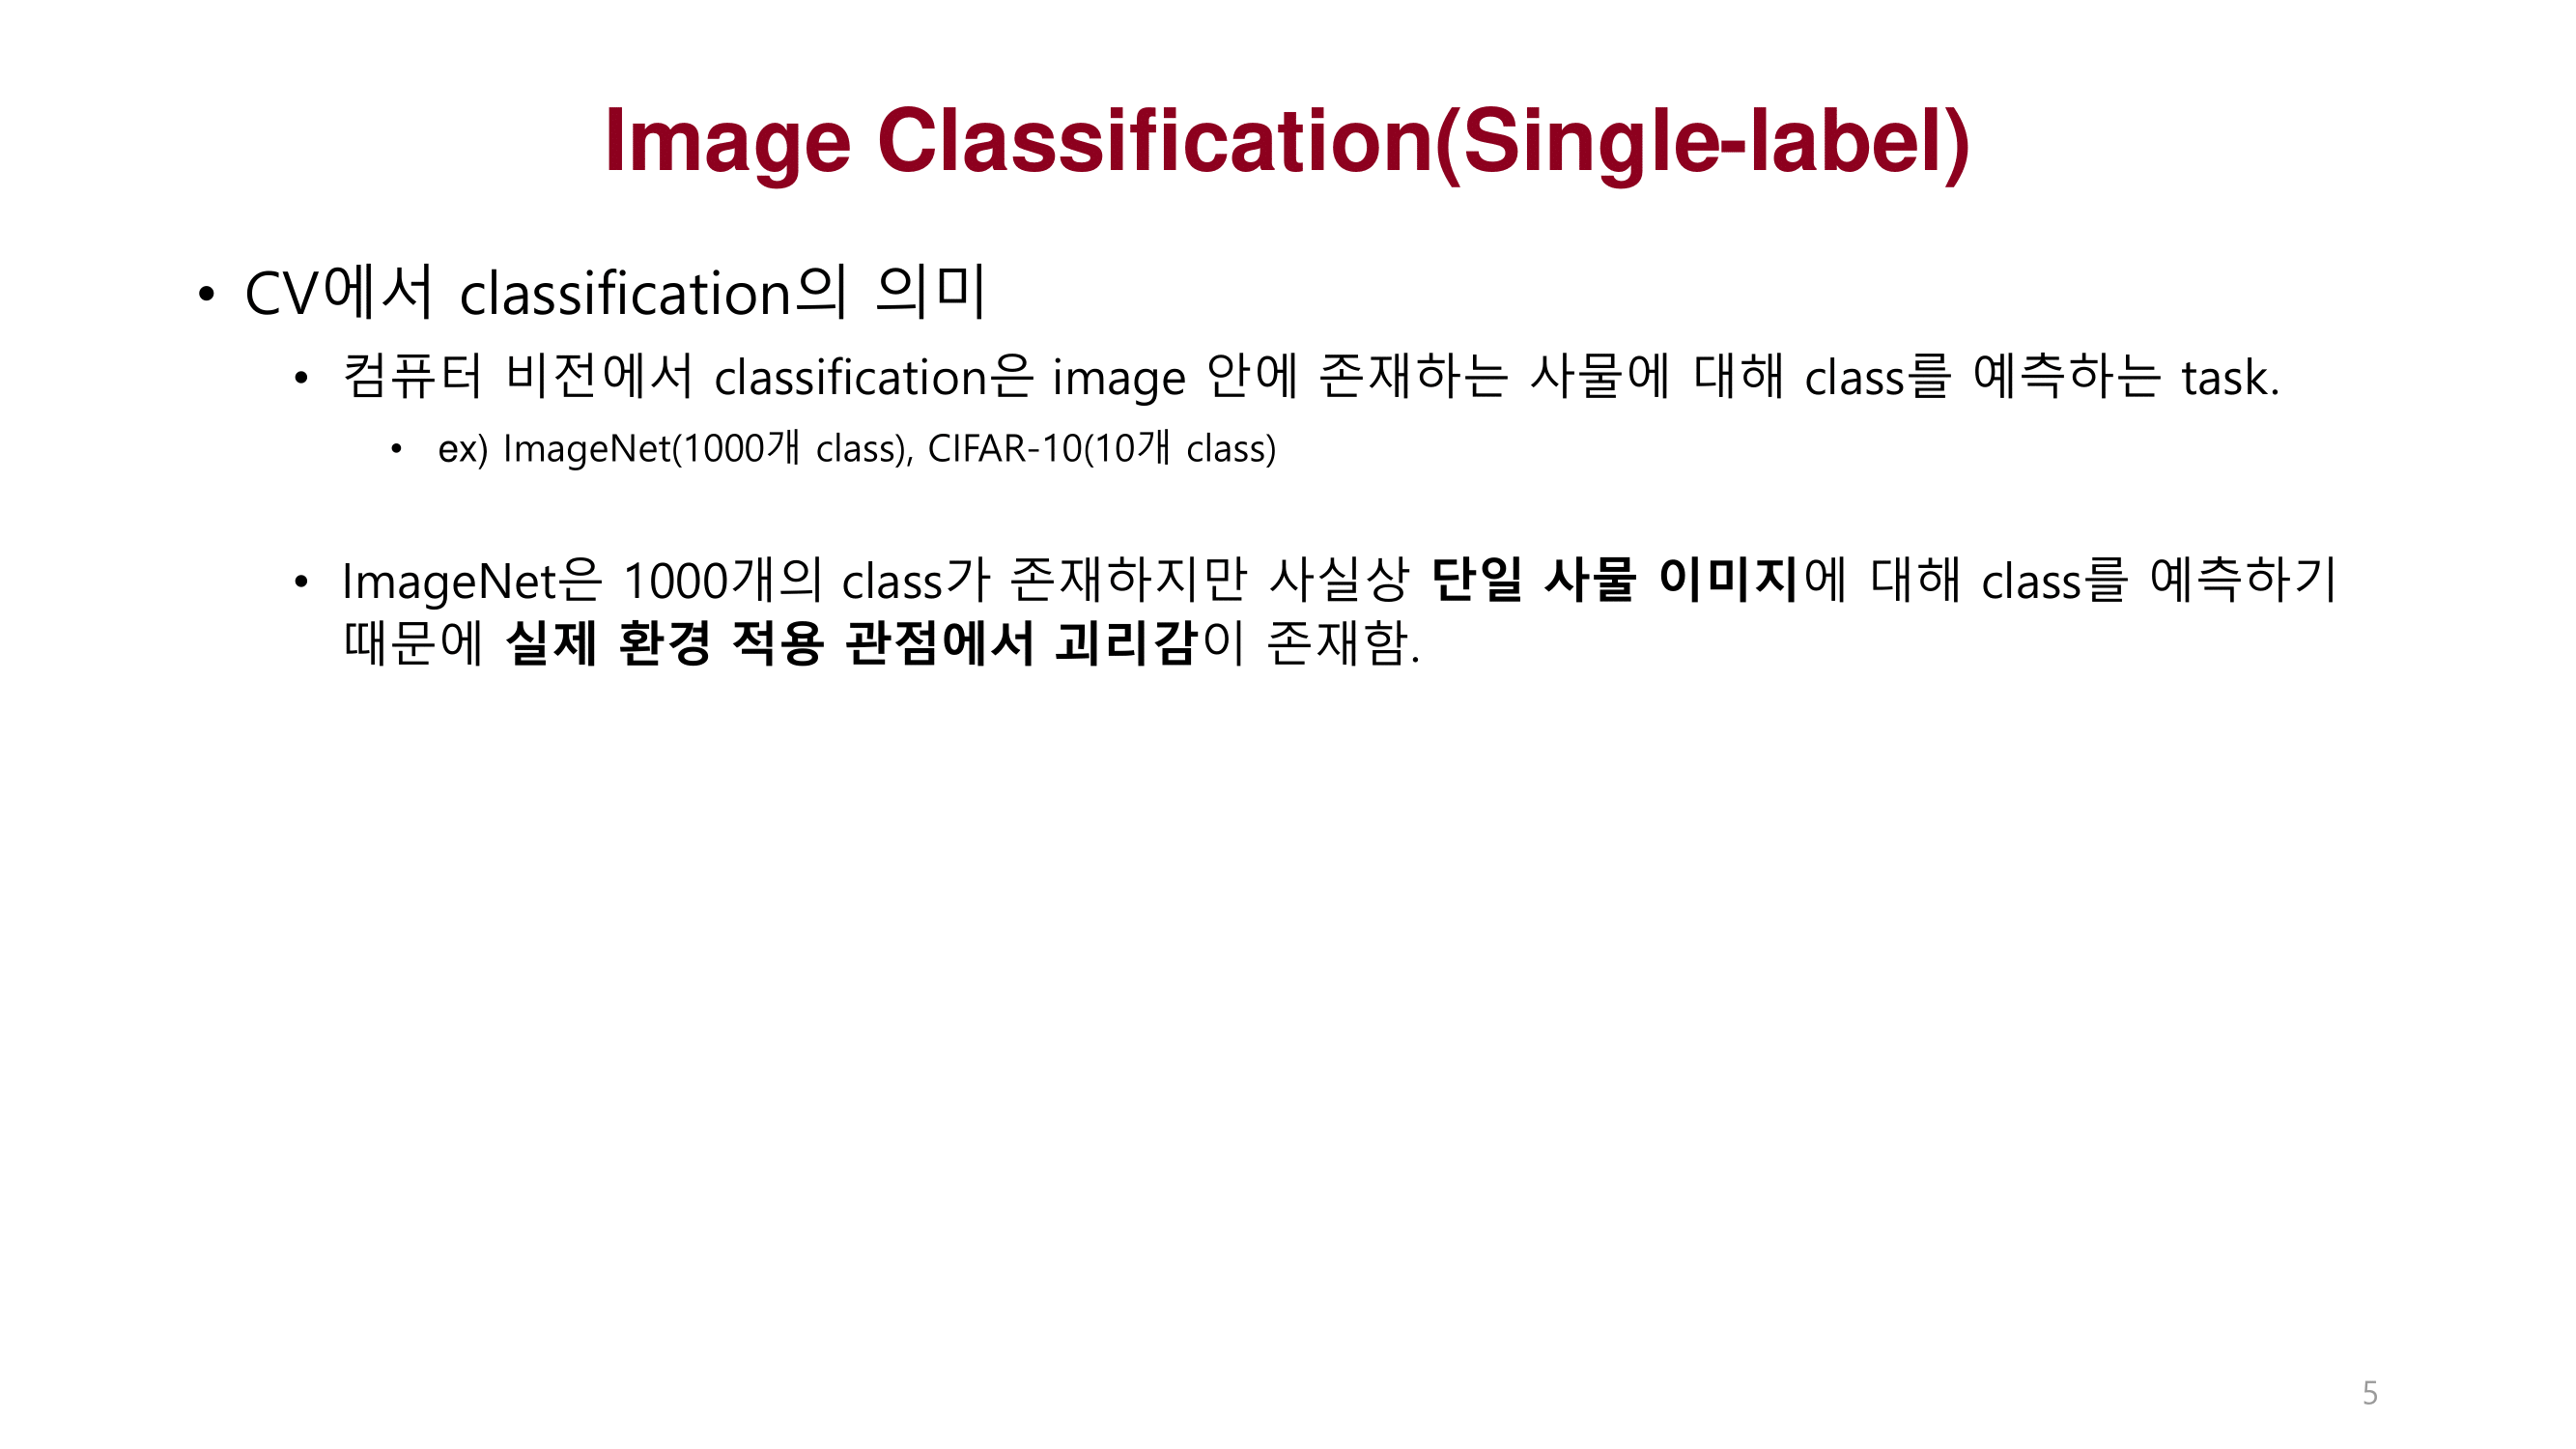 Image Classification(Single-label)
• CV에서 classification의 의미
• 컴퓨터 비전에서 classification은 image 안에 존재하는 사물에 대해 class를 예측하는 task.
• ex) ImageNet(1000개 class), CIFAR-10(10개 class)
• ImageNet은 1000개의 class가 존재하지만 사실상 단일 사물 이미지에 대해 class를 예측하기
때문에 실제 환경 적용 관점에서 괴리감이 존재함.
5